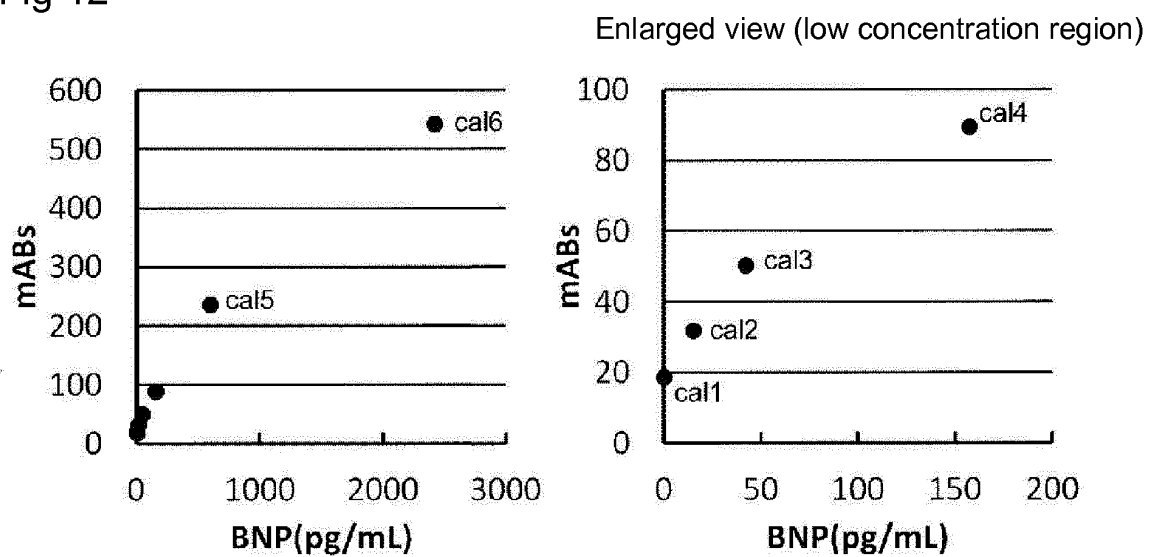 Fig 12
Enlarged view (low concentration region)
600
500
400
300
200
100
0
mABs
cal6
cal5
0 1000 2000 3000
BNP(pg/mL)
100
80
60
40
20
0
mABs
cal4
cal3
cal2
cal1
0 50 100 150 200
BNP(pg/mL)